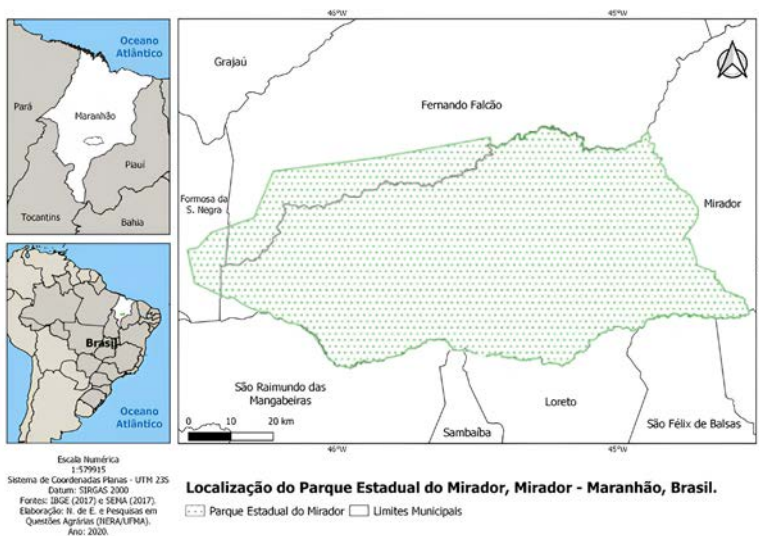 Oceano
Atlântico
Pará
Maranhão
Piauí
Tocantins
Bahia
Brasil
Oceano
Atlântico
46°W
45°W
Grajaú
Fernando Falcão
Formosa da
S. Negra
Mirador
São Raimundo das
Mangabeiras
Loreto
Sambaíba
São Félix de Balsas
0 10 20 km
46°W
45°W
Escala Numérica
1:579915
Sistema de Coordenadas Planas - UTM 23S
Datum: SIRGAS 2000
Fontes: IBGE (2017) e SEMA (2017).
Elaboração: N. de E. e Pesquisas em
Questões Agrárias (NERA/UFMA).
Ano: 2020.
Localização do Parque Estadual do Mirador, Mirador - Maranhão, Brasil.
Parque Estadual do Mirador
Limites Municipais